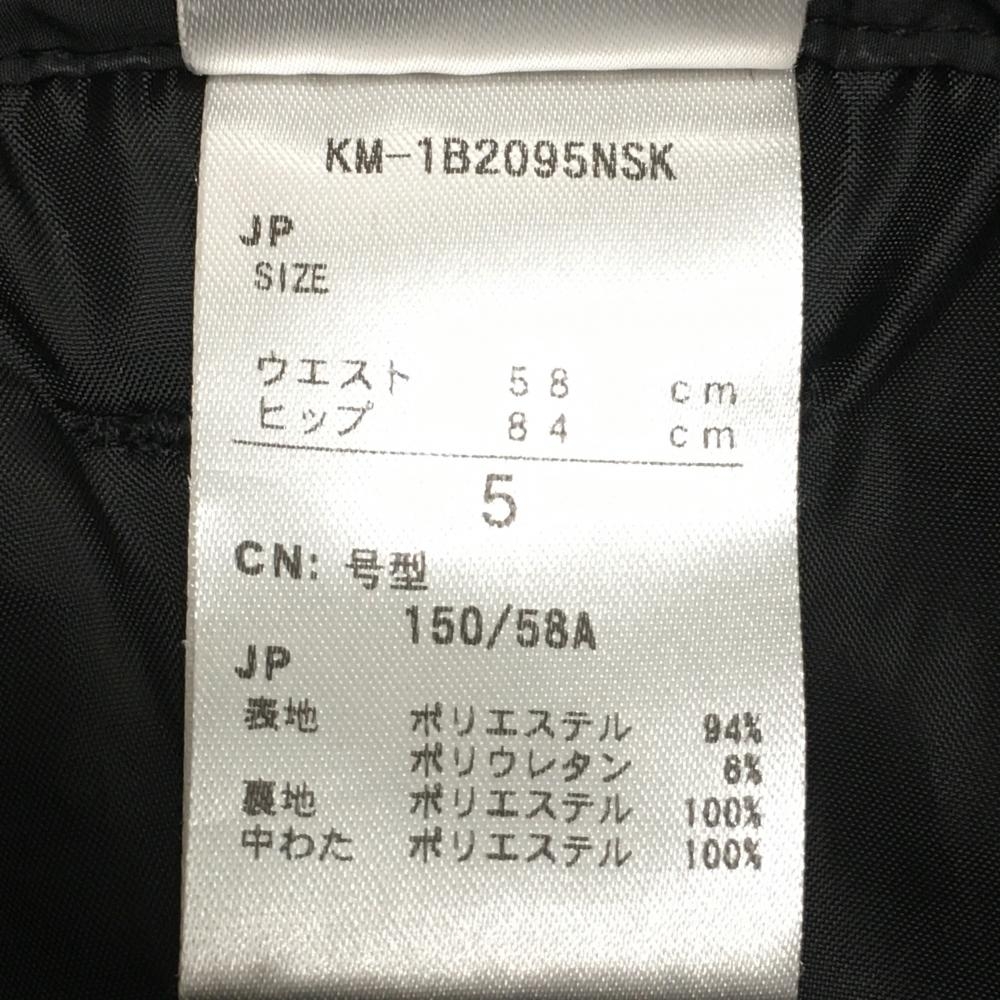 KM-1B2095NSK
JP
SIZE
ウエスト 58 cm
ヒップ 84 cm
5
CN: 号型
150/58A
JP
表地 ポリエステル 94%
ポリウレタン 6%
裏地 ポリエステル 100%
中わた ポリエステル 100%